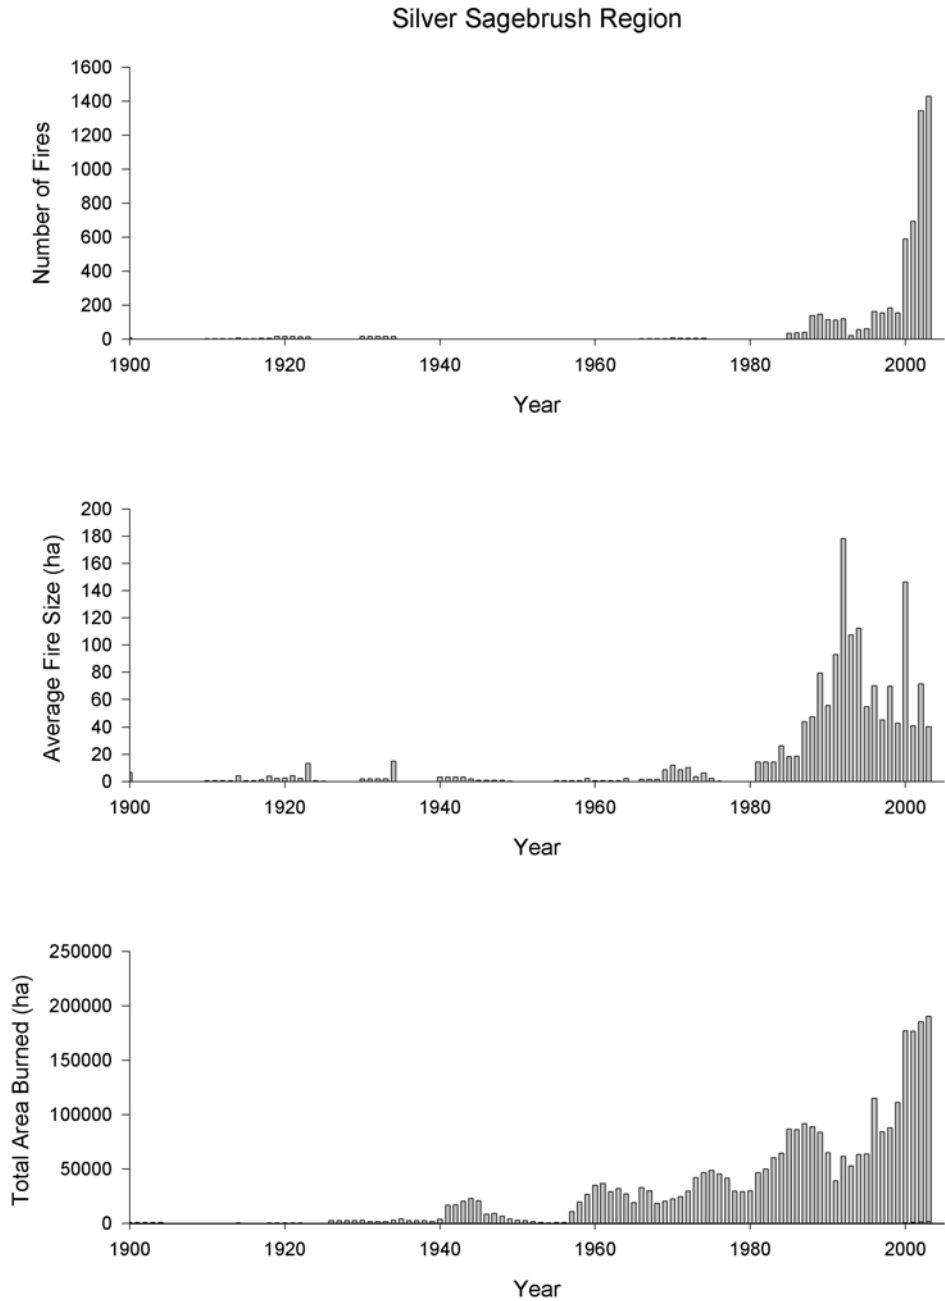 Silver Sagebrush Region
Number of Fires
1600
1400
1200
1000
800
600
400
200
0
1900 1920 1940 1960 1980 2000
Year
Average Fire Size (ha)
200
180
160
140
120
100
80
60
40
20
0
1900 1920 1940 1960 1980 2000
Year
Total Area Burned (ha)
250000
200000
150000
100000
50000
0
1900 1920 1940 1960 1980 2000
Year